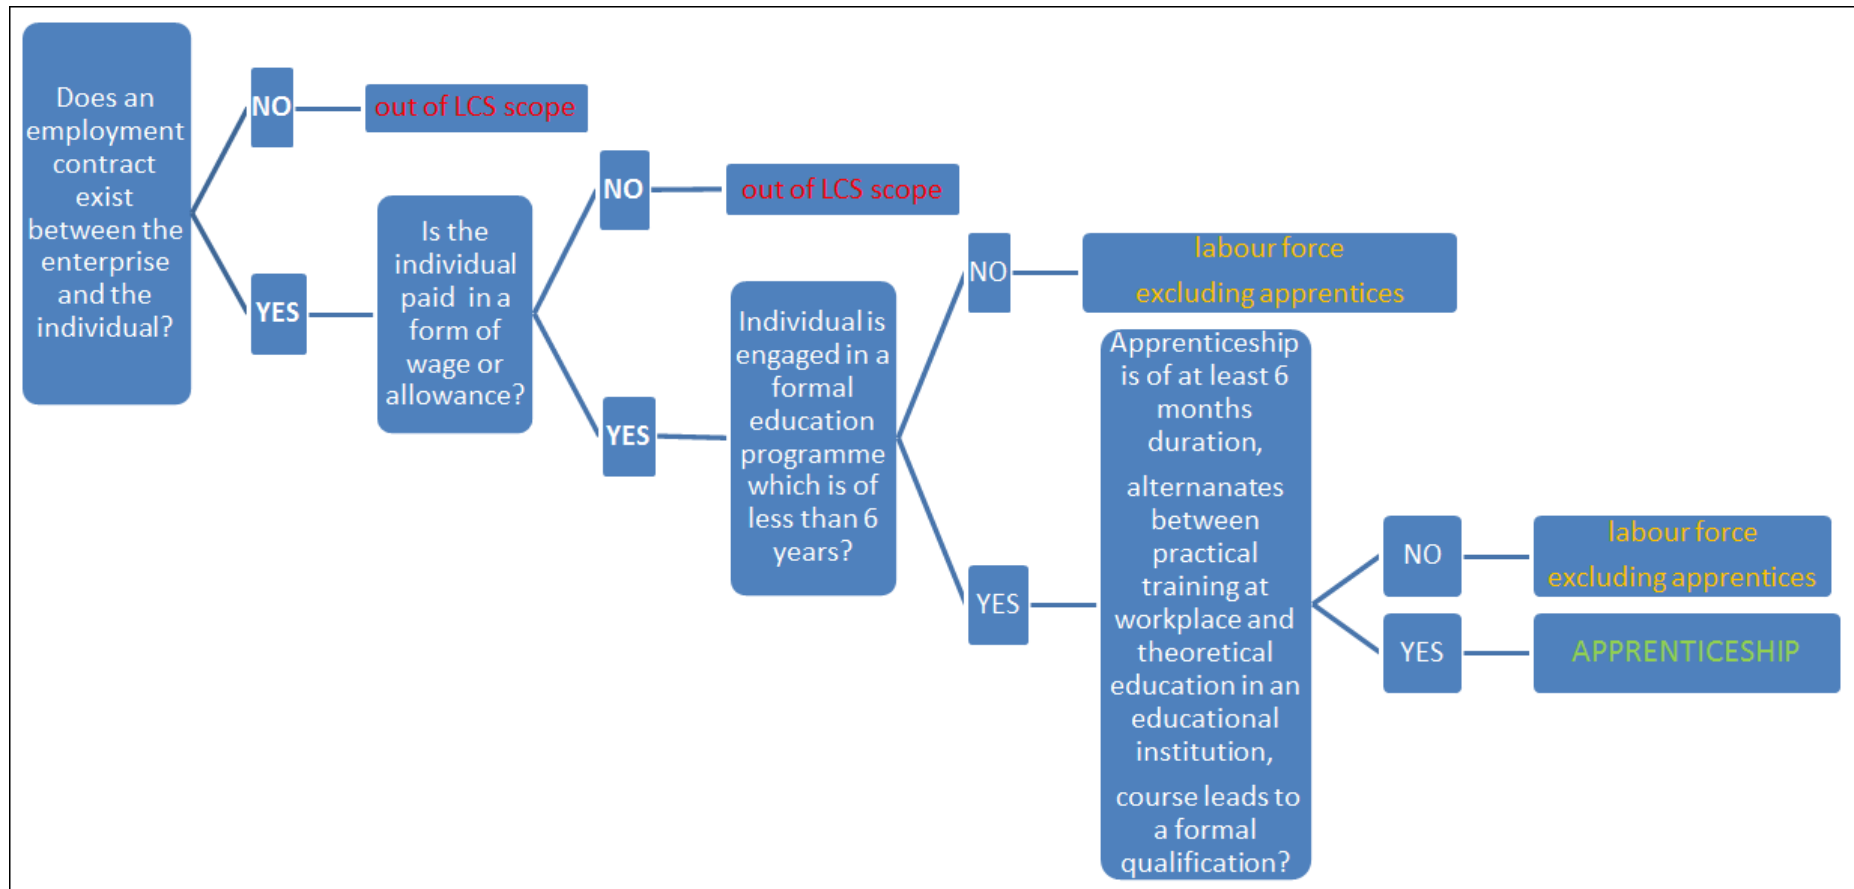 Does an
employment
contract
exist
between the
enterprise
and the
individual?
NO
out of LCS scope
YES
Is the
individual
paid in a
form of
wage or
allowance?
NO
out of LCS scope
YES
Individual is
engaged in a
formal
education
programme
which is of
less than 6
years?
NO
labour force
excluding apprentices
YES
Apprenticeship
is of at least 6
months
duration,
alternanates
between
practical
training at
workplace and
theoretical
education in an
educational
institution,
course leads to
a formal
qualification?
NO
labour force
excluding apprentices
YES
APPRENTICESHIP